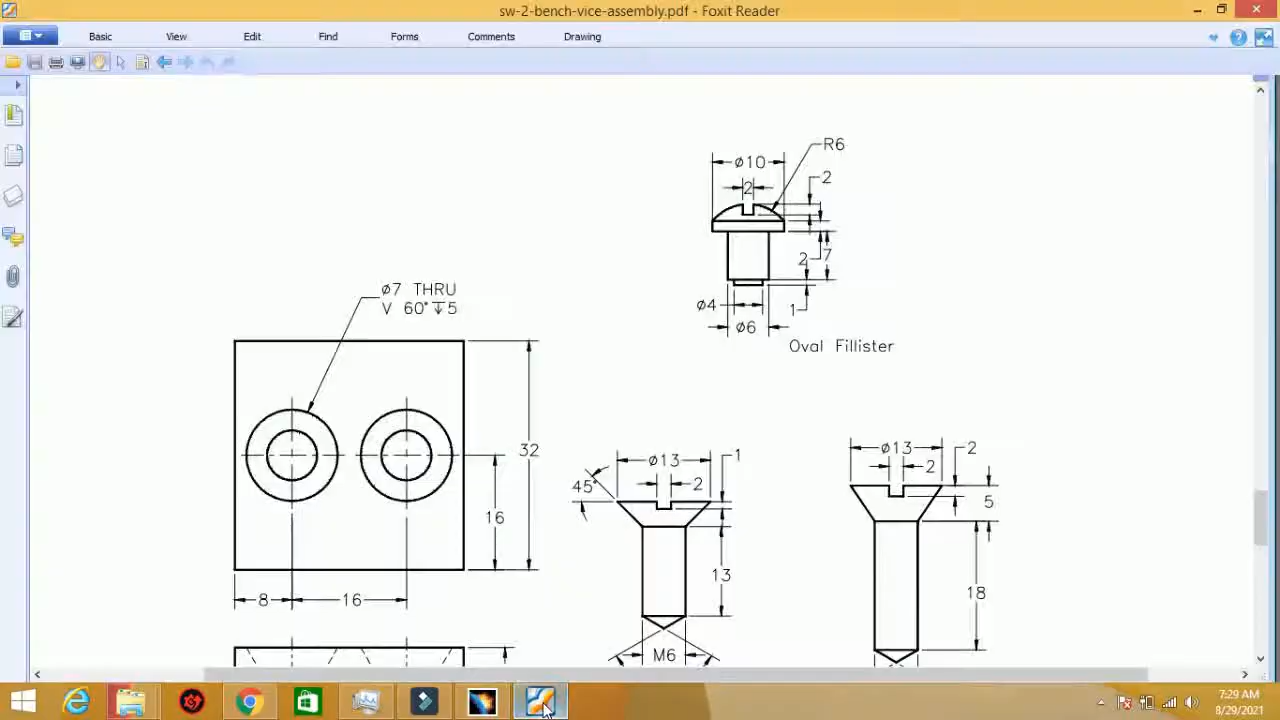 sw-2-bench-vice-assembly.pdf - Foxit Reader
Basic View Edit Find Forms Comments Drawing
R6
ø10
2
2
2 7
ø4
1
ø6
Oval Fillister
ø7 THRU
V 60° ↧5
32
16
8 16
ø13
1
45°
2
13
M6
ø13
2
2
5
18
7:29 AM
8/29/2021